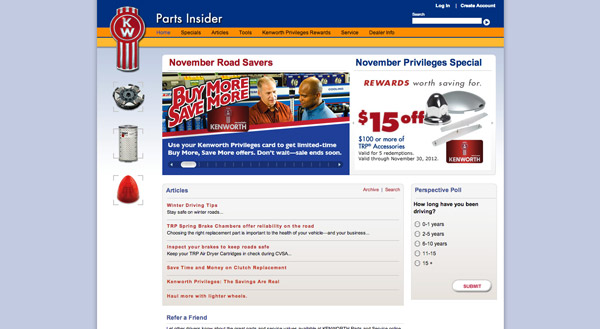 Log In | Create Account
KW
Parts Insider
Search
Home Specials Articles Tools Kenworth Privileges Rewards Service Dealer Info
November Road Savers
November Privileges Special
BUY MORE
SAVE MORE
KENWORTH
Use your Kenworth Privileges card to get limited-time
Buy More, Save More offers. Don't wait—sale ends soon.
REWARDS worth saving for.
$15 off
$100 or more of
TRP® Accessories
Valid for 5 redemptions.
Valid through November 30, 2012.
KENWORTH
Articles
Archive | Search
Winter Driving Tips
Stay safe on winter roads...
TRP Spring Brake Chambers offer reliability on the road
Choosing the right replacement part is important to the health of your vehicle--and your business...
Inspect your brakes to keep roads safe
Keep your TRP Air Dryer Cartridges in check during CVSA...
Save Time and Money on Clutch Replacement
Kenworth Privileges: The Savings Are Real
Haul more with lighter wheels.
Perspective Poll
How long have you been
driving?
0-1 years
2-5 years
6-10 years
11-15
15 +
SUBMIT
Refer a Friend
Let other drivers know about the great parts and service values available at KENWORTH Parts and Service online